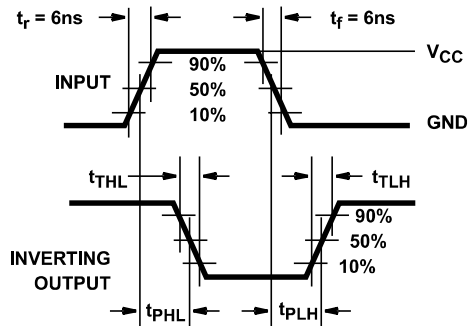 tr = 6ns
tf = 6ns
VCC
90%
INPUT
50%
10%
GND
tTHL
tTLH
90%
50%
INVERTING
OUTPUT
10%
tPHL
tPLH